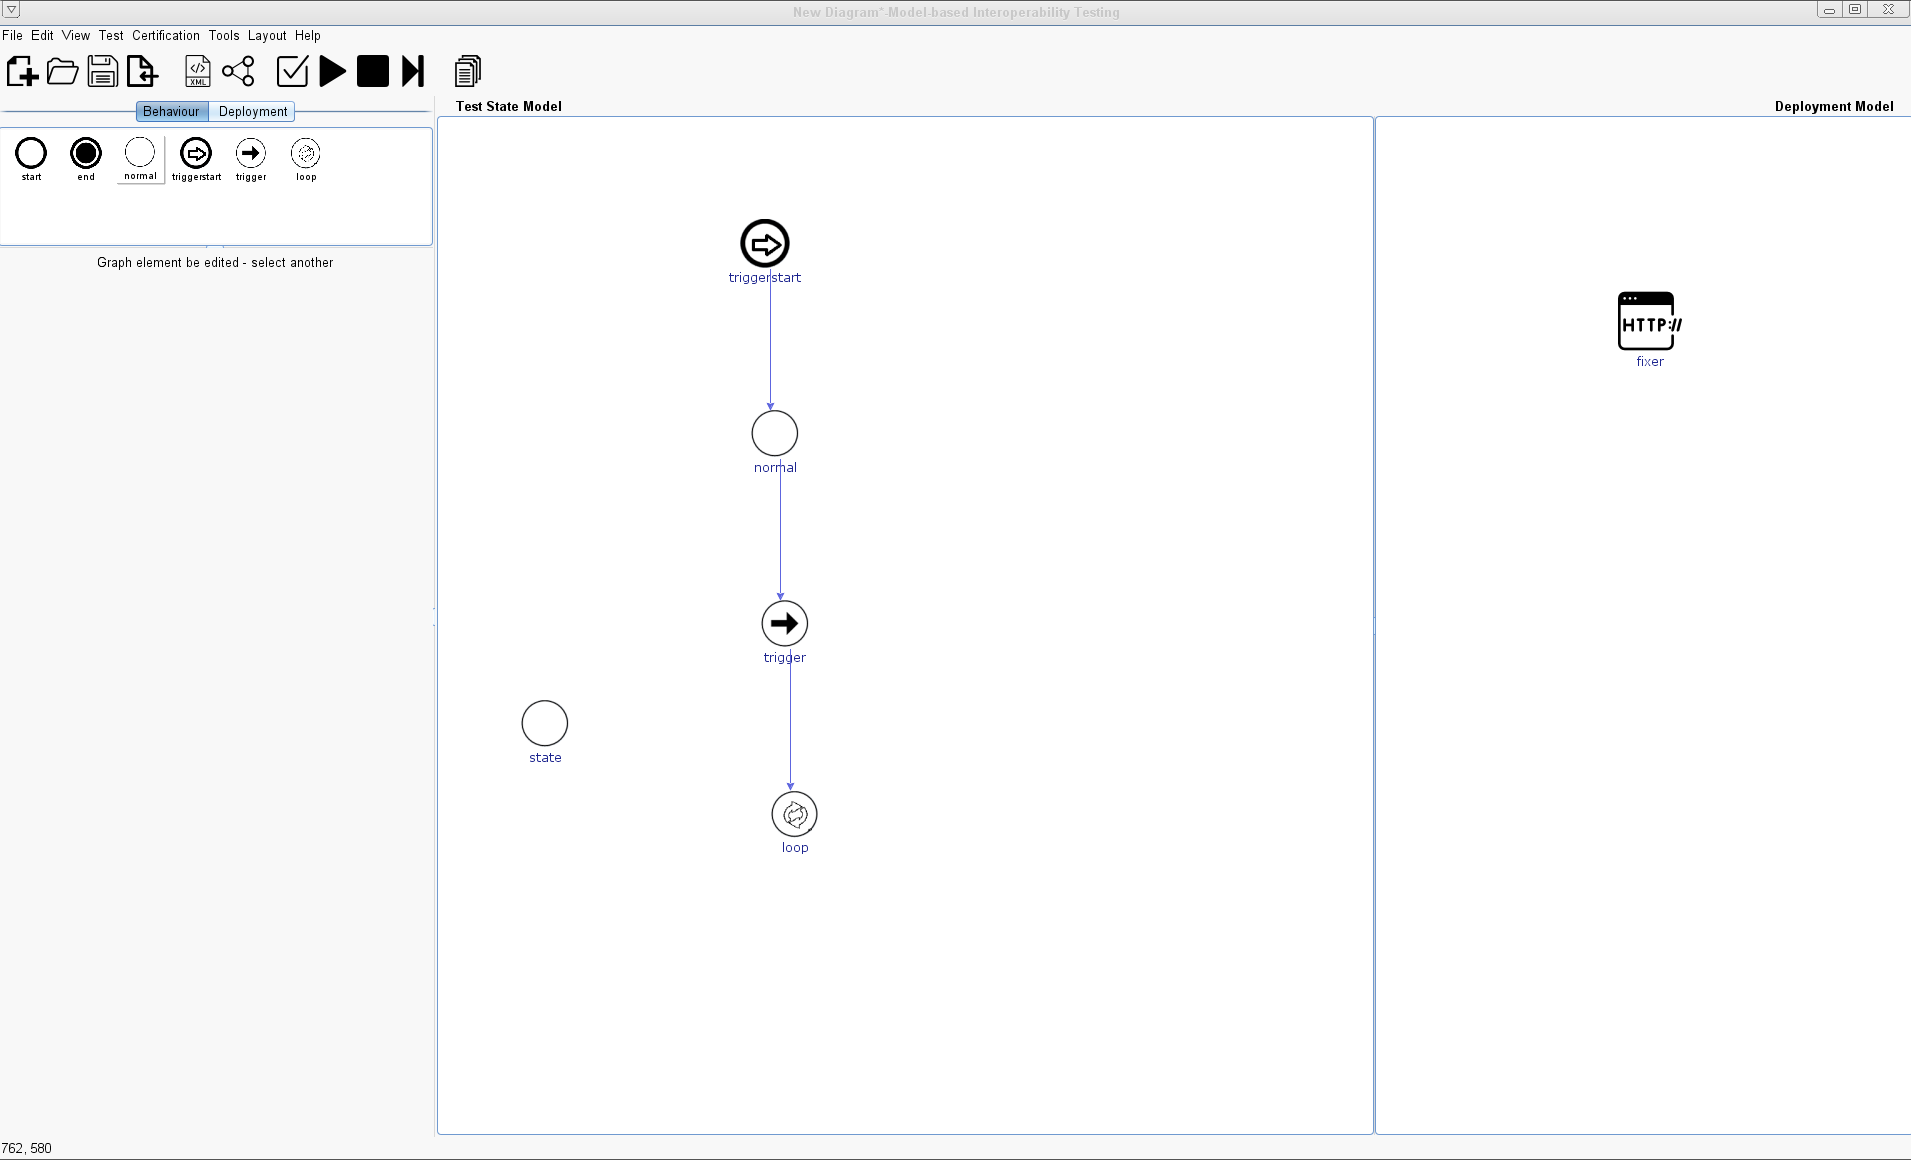 New Diagram*-Model-based Interoperability Testing
File Edit View Test Certification Tools Layout Help
</> XML
Behaviour Deployment
start end normal triggerstart trigger loop
Graph element be edited - select another
Test State Model
Deployment Model
triggerstart
normal
trigger
state
loop
HTTP://
fixer
762, 580